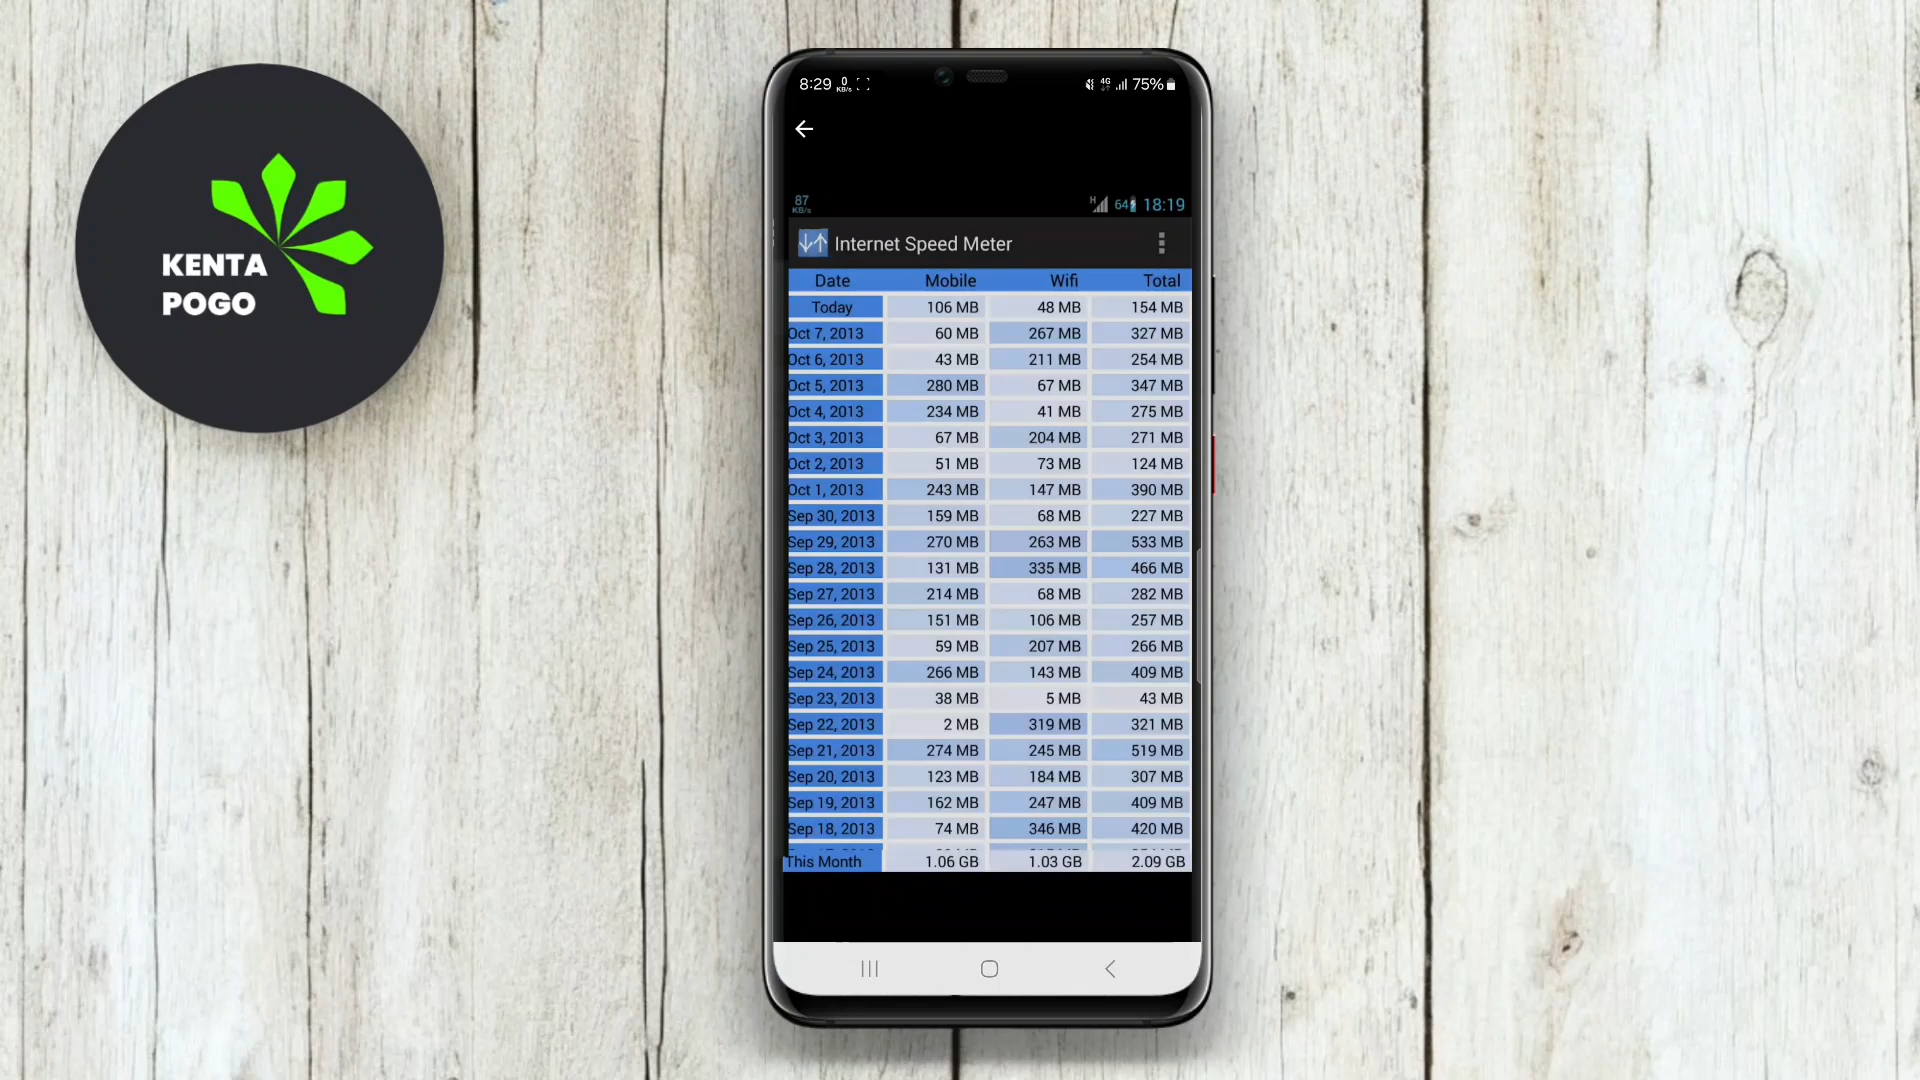 KENTA
POGO
8:29 0 KB/s 4G 75%
87 KB/s H 64 18:19
Internet Speed Meter
Date Mobile Wifi Total
Today 106 MB 48 MB 154 MB
Oct 7, 2013 60 MB 267 MB 327 MB
Oct 6, 2013 43 MB 211 MB 254 MB
Oct 5, 2013 280 MB 67 MB 347 MB
Oct 4, 2013 234 MB 41 MB 275 MB
Oct 3, 2013 67 MB 204 MB 271 MB
Oct 2, 2013 51 MB 73 MB 124 MB
Oct 1, 2013 243 MB 147 MB 390 MB
Sep 30, 2013 159 MB 68 MB 227 MB
Sep 29, 2013 270 MB 263 MB 533 MB
Sep 28, 2013 131 MB 335 MB 466 MB
Sep 27, 2013 214 MB 68 MB 282 MB
Sep 26, 2013 151 MB 106 MB 257 MB
Sep 25, 2013 59 MB 207 MB 266 MB
Sep 24, 2013 266 MB 143 MB 409 MB
Sep 23, 2013 38 MB 5 MB 43 MB
Sep 22, 2013 2 MB 319 MB 321 MB
Sep 21, 2013 274 MB 245 MB 519 MB
Sep 20, 2013 123 MB 184 MB 307 MB
Sep 19, 2013 162 MB 247 MB 409 MB
Sep 18, 2013 74 MB 346 MB 420 MB
This Month 1.06 GB 1.03 GB 2.09 GB